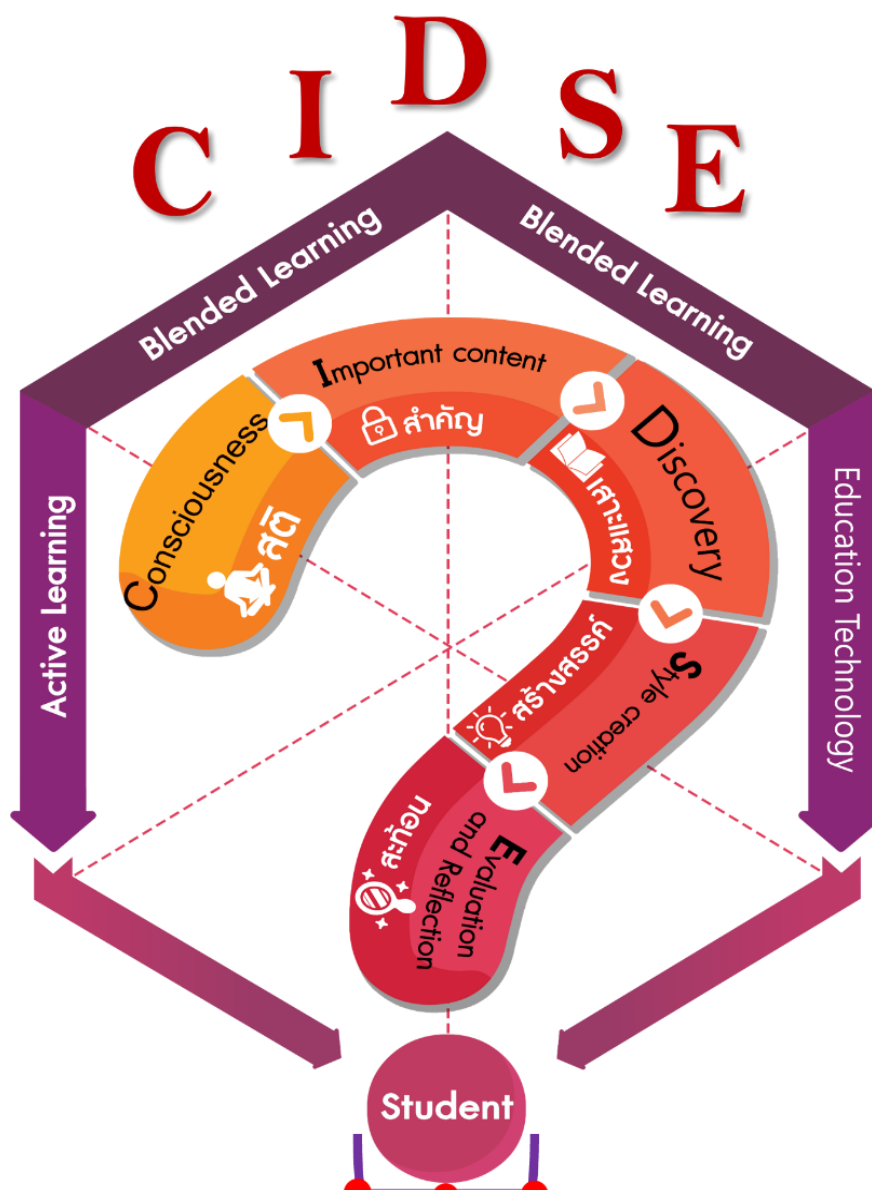 C I D S E
Blended Learning
Blended Learning
Active Learning
Education Technology
Consciousness
สติ
Important content
สำคัญ
Discovery
เสาะแสวง
Style creation
สร้างสรรค์
Evaluation
and Reflection
สะท้อน
Student